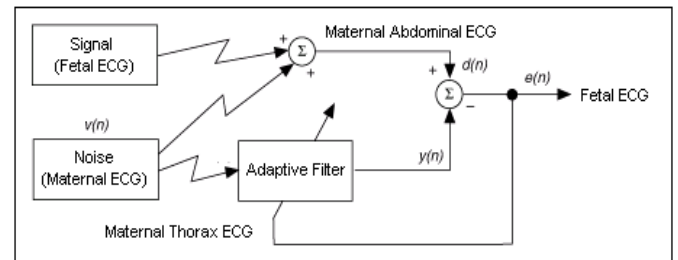 Signal
(Fetal ECG)
+
Σ
+
Maternal Abdominal ECG
d(n)
+
Σ
−
e(n)
Fetal ECG
v(n)
Noise
(Maternal ECG)
Adaptive Filter
y(n)
Maternal Thorax ECG